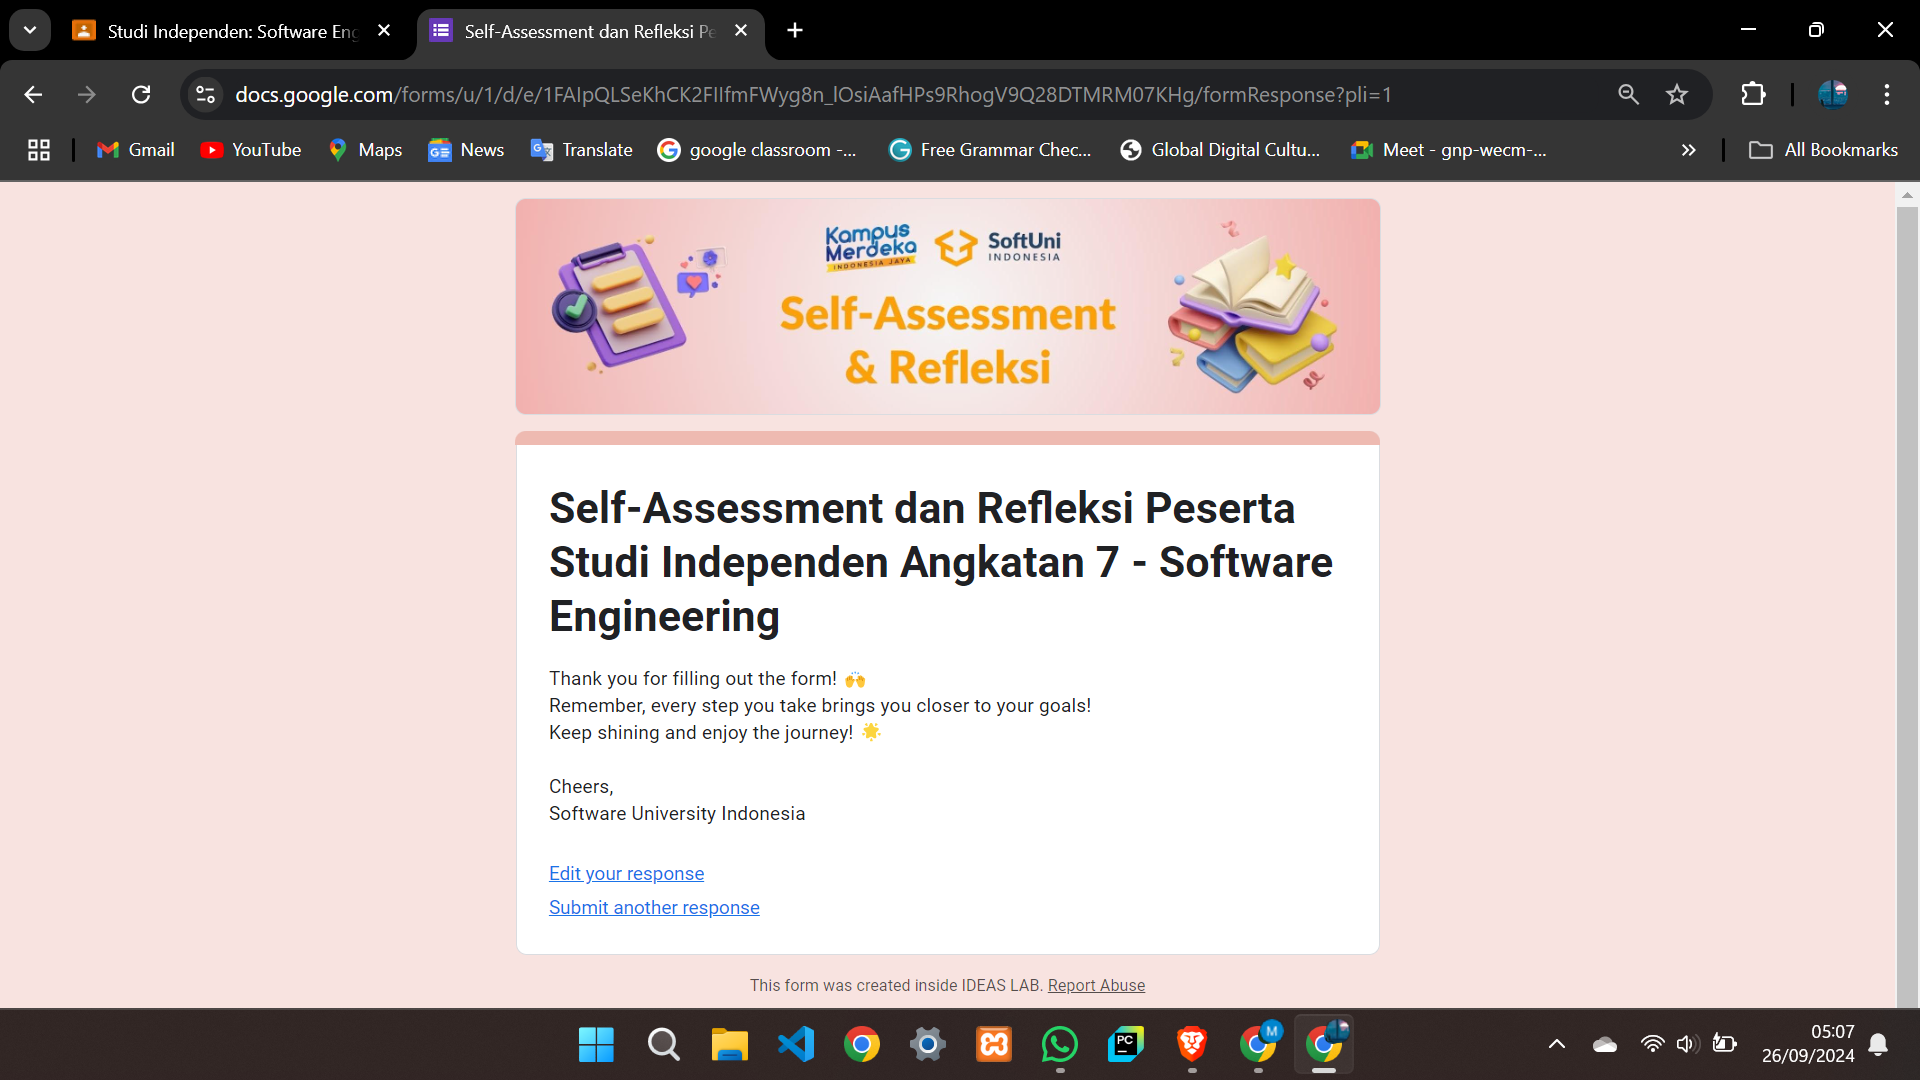 Studi Independen: Software Eng
Self-Assessment dan Refleksi Pe
docs.google.com/forms/u/1/d/e/1FAIpQLSeKhCK2FIIfmFWyg8n_lOsiAafHPs9RhogV9Q28DTMRM07KHg/formResponse?pli=1
Gmail
YouTube
Maps
News
Translate
google classroom -...
Free Grammar Chec...
Global Digital Cultu...
Meet - gnp-wecm-...
All Bookmarks
Kampus
Merdeka
INDONESIA JAYA
SoftUni
INDONESIA
Self-Assessment
& Refleksi
Self-Assessment dan Refleksi Peserta
Studi Independen Angkatan 7 - Software
Engineering
Thank you for filling out the form! 🙌
Remember, every step you take brings you closer to your goals!
Keep shining and enjoy the journey! 🌟
Cheers,
Software University Indonesia
Edit your response
Submit another response
This form was created inside IDEAS LAB. Report Abuse
PC
M
05:07
26/09/2024